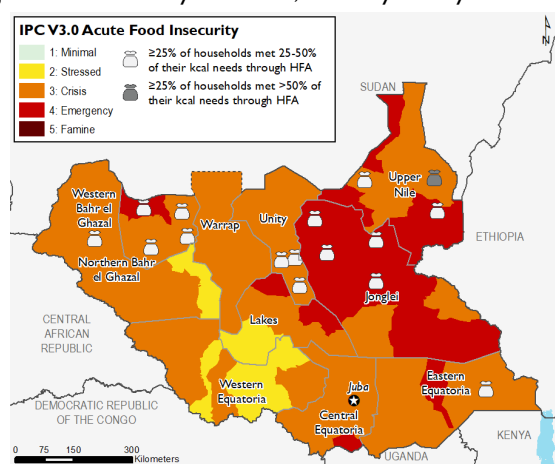 IPC V3.0 Acute Food Insecurity
1: Minimal
2: Stressed
3: Crisis
4: Emergency
5: Famine
≥25% of households met 25-50%
of their kcal needs through HFA
≥25% of households met >50% of
their kcal needs through HFA
N
SUDAN
Upper
Nile
Western
Bahr el
Ghazal
Warrap
Unity
ETHIOPIA
Northern Bahr
el Ghazal
Jonglei
CENTRAL
AFRICAN
REPUBLIC
Lakes
Western
Equatoria
Juba
Eastern
Equatoria
DEMOCRATIC REPUBLIC
OF THE CONGO
Central
Equatoria
KENYA
UGANDA
0 75 150 300
Kilometers